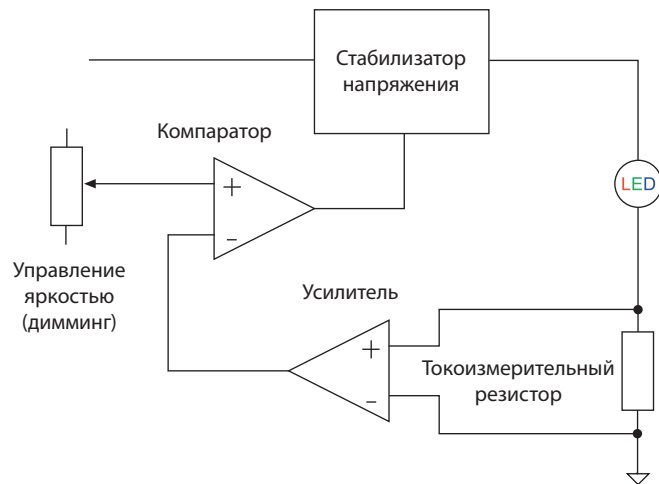 Стабилизатор
напряжения
Компаратор
+
–
LED
Управление
яркостью
(димминг)
Усилитель
+
–
Токоизмерительный
резистор